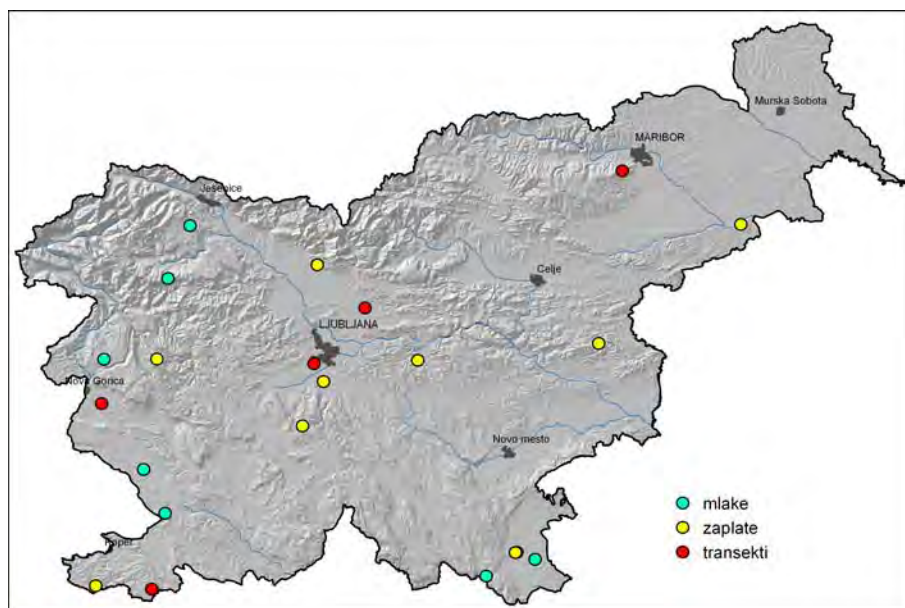 Murska Sobota
MARIBOR
Jesenice
Celje
LJUBLJANA
Nova Gorica
Novo mesto
mlake
zaplate
transekti
Koper